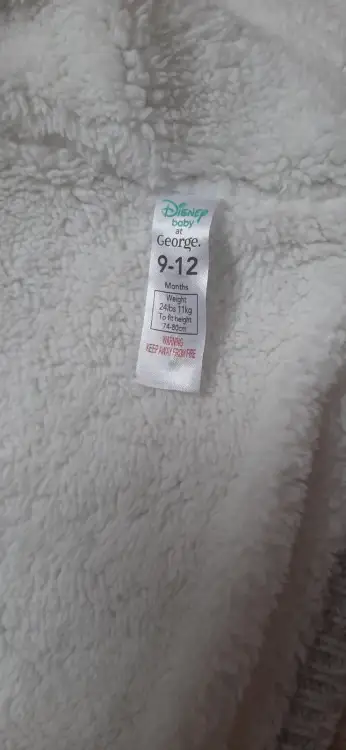 Disney
baby
at
George.
9-12
Months
Weight
24lbs 11kg
To fit height
74-80cm
WARNING
KEEP AWAY FROM FIRE